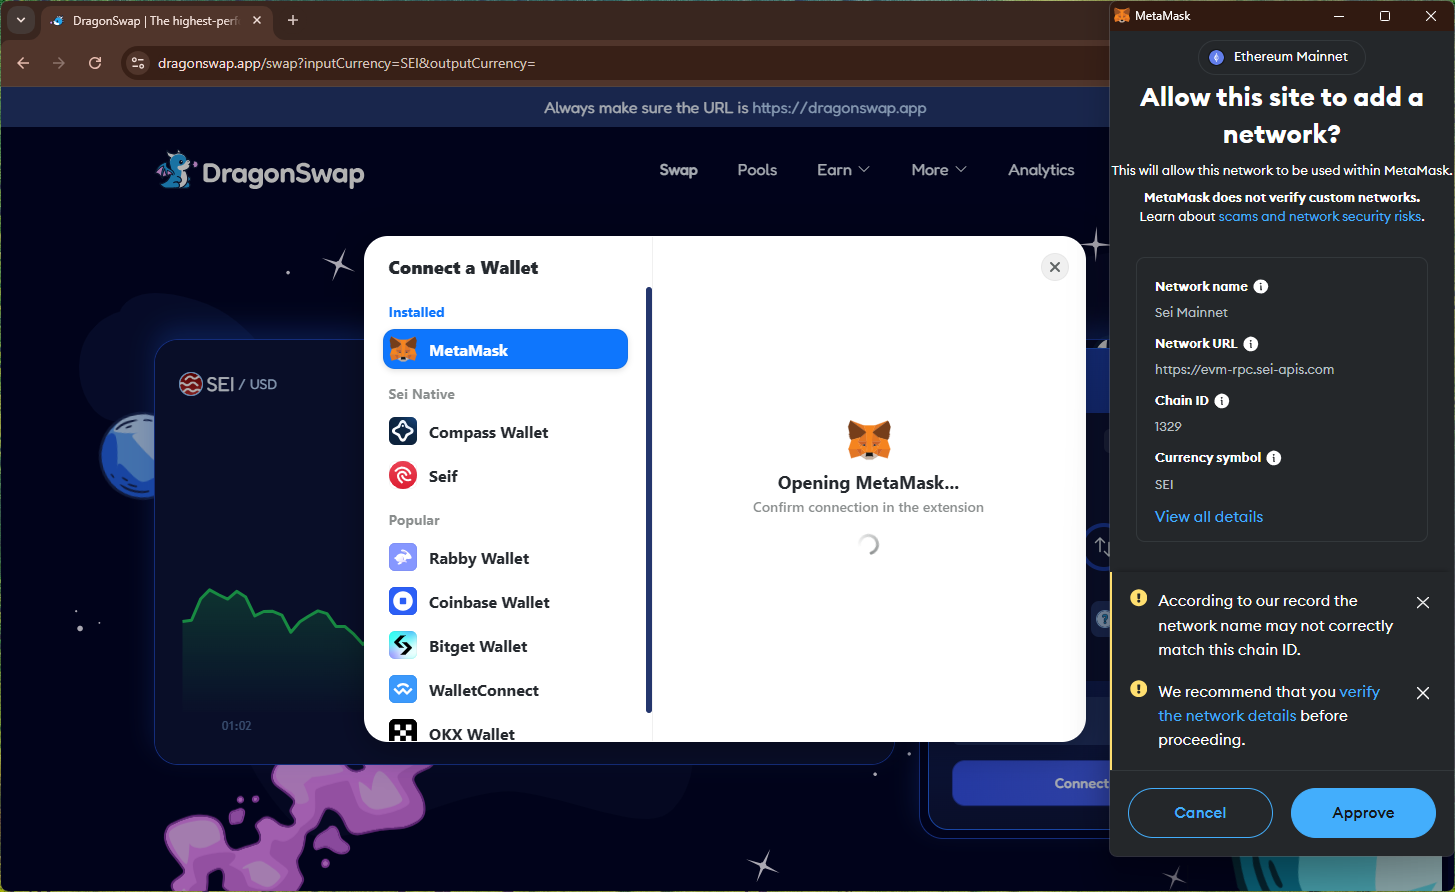 DragonSwap | The highest-perf
MetaMask
dragonswap.app/swap?inputCurrency=SEI&outputCurrency=
Always make sure the URL is https://dragonswap.app
DragonSwap
Swap
Pools
Earn
More
Analytics
SEI / USD
01:02
Connect a Wallet
Installed
MetaMask
Sei Native
Compass Wallet
Seif
Popular
Rabby Wallet
Coinbase Wallet
Bitget Wallet
WalletConnect
OKX Wallet
Opening MetaMask...
Confirm connection in the extension
Connect
Ethereum Mainnet
Allow this site to add a
network?
This will allow this network to be used within MetaMask.
MetaMask does not verify custom networks.
Learn about scams and network security risks.
Network name
Sei Mainnet
Network URL
https://evm-rpc.sei-apis.com
Chain ID
1329
Currency symbol
SEI
View all details
According to our record the
network name may not correctly
match this chain ID.
We recommend that you verify
the network details before
proceeding.
Cancel
Approve